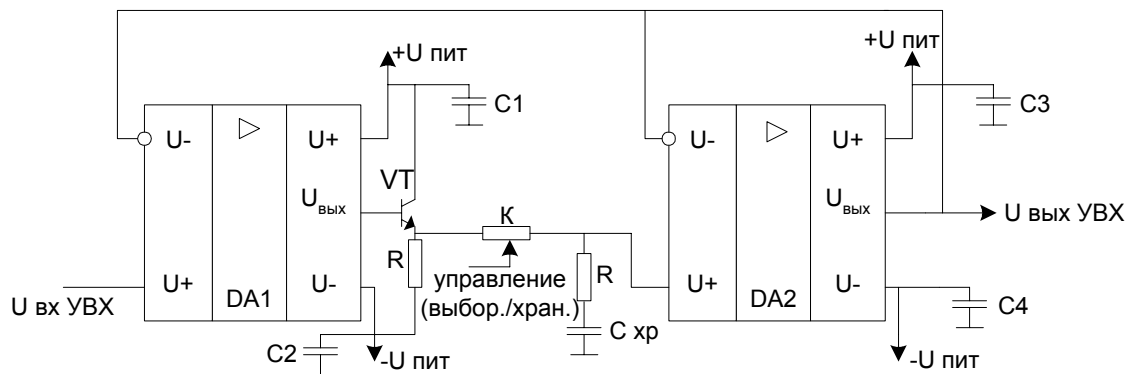 +U пит
C1
U-
U+
VT
Uвых
К
R
управление
(выбор./хран.)
R
U+
DA1
U-
U вх УВХ
C2
-U пит
С хр
+U пит
C3
U-
U+
Uвых
U вых УВХ
U+
DA2
U-
C4
-U пит